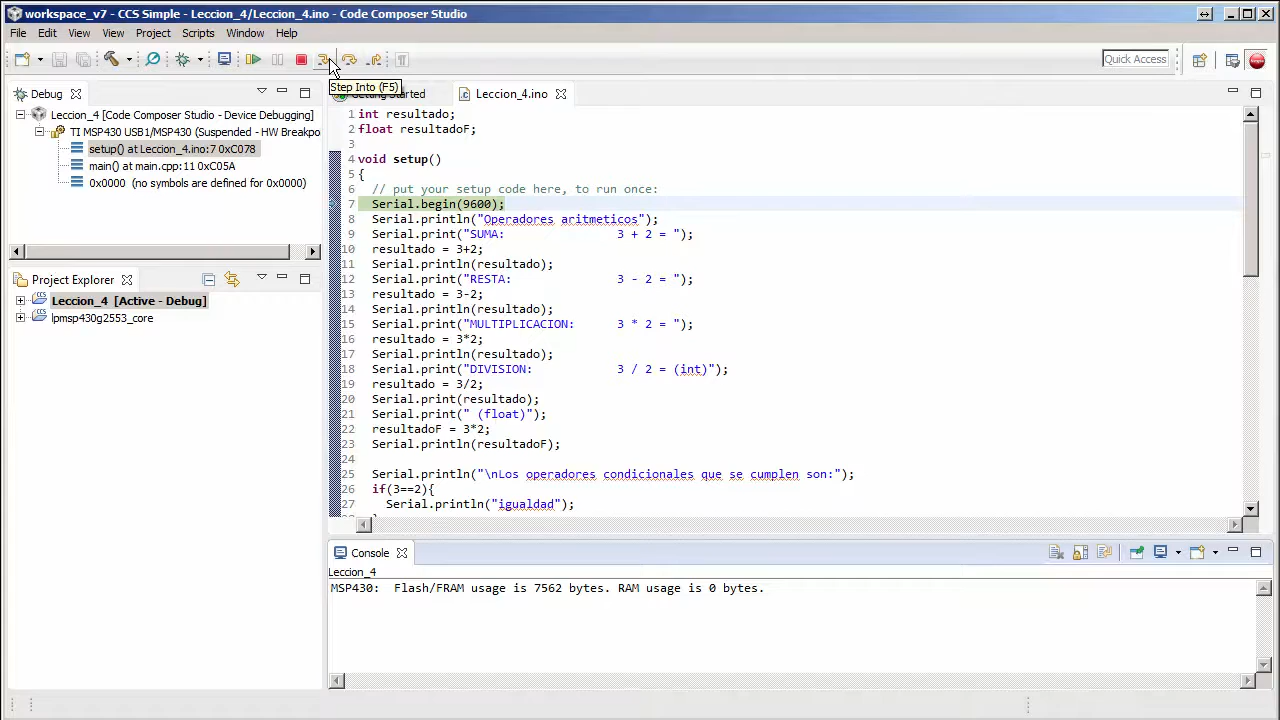 workspace_v7 - CCS Simple - Leccion_4/Leccion_4.ino - Code Composer Studio
File Edit View View Project Scripts Window Help
Quick Access
Step Into (F5)
Debug
Getting Started
Leccion_4.ino
Leccion_4 [Code Composer Studio - Device Debugging]
TI MSP430 USB1/MSP430 (Suspended - HW Breakpo
setup() at Leccion_4.ino:7 0xC078
main() at main.cpp:11 0xC05A
0x0000 (no symbols are defined for 0x0000)
Project Explorer
Leccion_4 [Active - Debug]
lpmsp430g2553_core
1 int resultado;
2 float resultadoF;
3
4 void setup()
5 {
6 // put your setup code here, to run once:
7 Serial.begin(9600);
8 Serial.println("Operadores aritmeticos");
9 Serial.print("SUMA: 3 + 2 = ");
10 resultado = 3+2;
11 Serial.println(resultado);
12 Serial.print("RESTA: 3 - 2 = ");
13 resultado = 3-2;
14 Serial.println(resultado);
15 Serial.print("MULTIPLICACION: 3 * 2 = ");
16 resultado = 3*2;
17 Serial.println(resultado);
18 Serial.print("DIVISION: 3 / 2 = (int)");
19 resultado = 3/2;
20 Serial.print(resultado);
21 Serial.print(" (float)");
22 resultadoF = 3*2;
23 Serial.println(resultadoF);
24
25 Serial.println("\nLos operadores condicionales que se cumplen son:");
26 if(3==2){
27 Serial.println("igualdad");
Console
Leccion_4
MSP430: Flash/FRAM usage is 7562 bytes. RAM usage is 0 bytes.